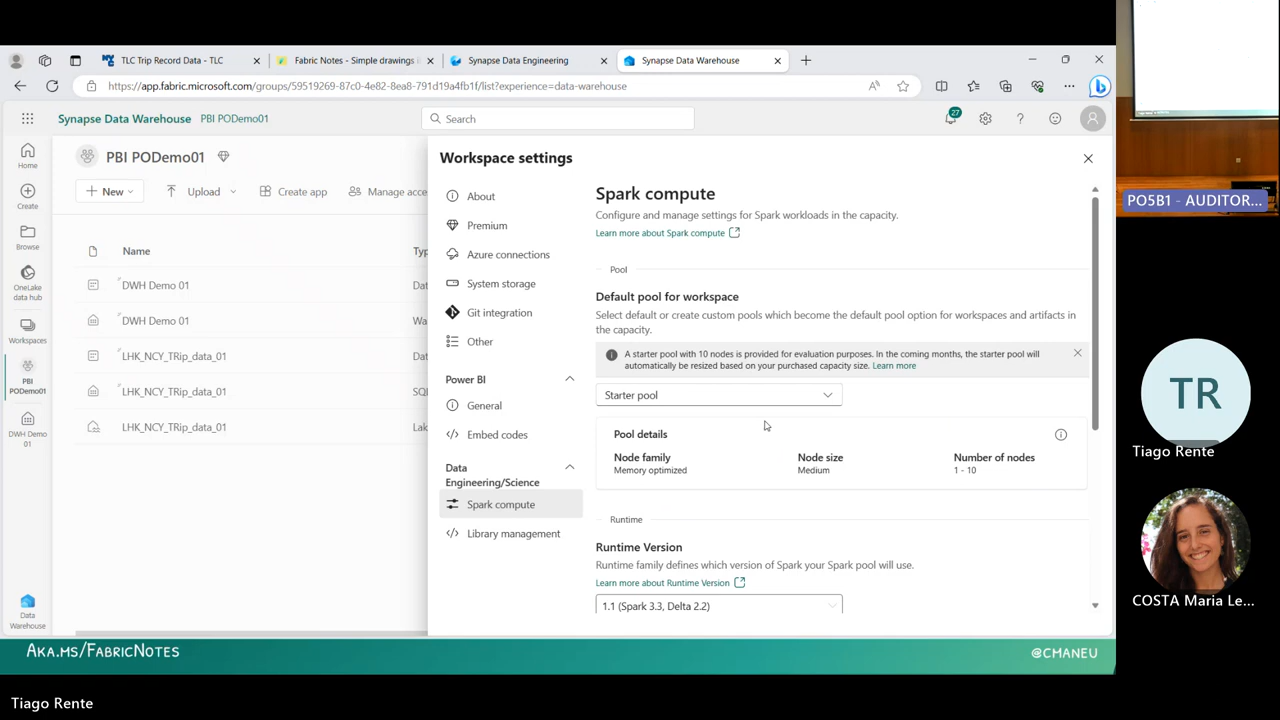 TLC Trip Record Data - TLC
Fabric Notes - Simple drawings
Synapse Data Engineering
Synapse Data Warehouse
https://app.fabric.microsoft.com/groups/59519269-87c0-4e82-8ea8-791d19a4fb1f/list?experience=data-warehouse
Synapse Data Warehouse PBI PODemo01
Search
27
Home
Create
Browse
OneLake
data hub
Workspaces
PBI
PODemo01
DWH Demo
01
Data
Warehouse
PBI PODemo01
New
Upload
Create app
Manage acce
Name
Typ
DWH Demo 01
Dat
DWH Demo 01
Wa
LHK_NCY_TRip_data_01
Dat
LHK_NCY_TRip_data_01
SQL
LHK_NCY_TRip_data_01
Lak
Workspace settings
About
Premium
Azure connections
System storage
Git integration
Other
Power BI
General
Embed codes
Data
Engineering/Science
Spark compute
Library management
Spark compute
Configure and manage settings for Spark workloads in the capacity.
Learn more about Spark compute
Pool
Default pool for workspace
Select default or create custom pools which become the default pool option for workspaces and artifacts in
the capacity.
A starter pool with 10 nodes is provided for evaluation purposes. In the coming months, the starter pool will
automatically be resized based on your purchased capacity size. Learn more
Starter pool
Pool details
Node family
Memory optimized
Node size
Medium
Number of nodes
1 - 10
Runtime
Runtime Version
Runtime family defines which version of Spark your Spark pool will use.
Learn more about Runtime Version
1.1 (Spark 3.3, Delta 2.2)
AKA.MS/FABRICNOTES
@CMANEU
PO5B1 - AUDITOR...
TR
Tiago Rente
COSTA Maria Le...
Tiago Rente